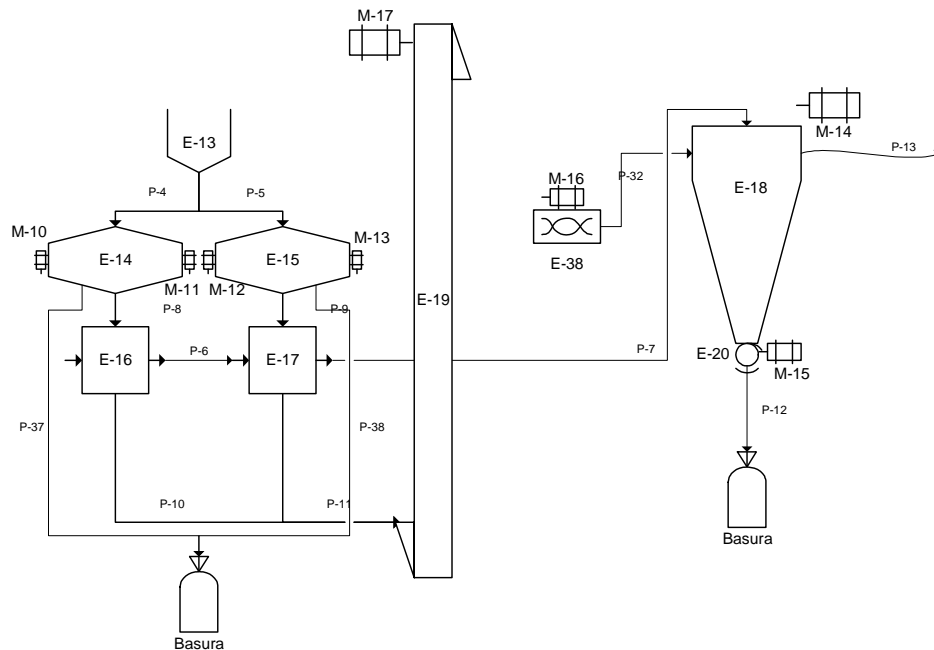 M-17
E-13
P-4
P-5
M-14
P-13
M-16
P-32
E-18
E-38
M-10
M-13
E-14
E-15
M-11
M-12
E-19
P-8
P-9
E-16
P-6
E-17
P-7
E-20
M-15
P-12
P-37
P-38
P-10
P-11
Basura
Basura